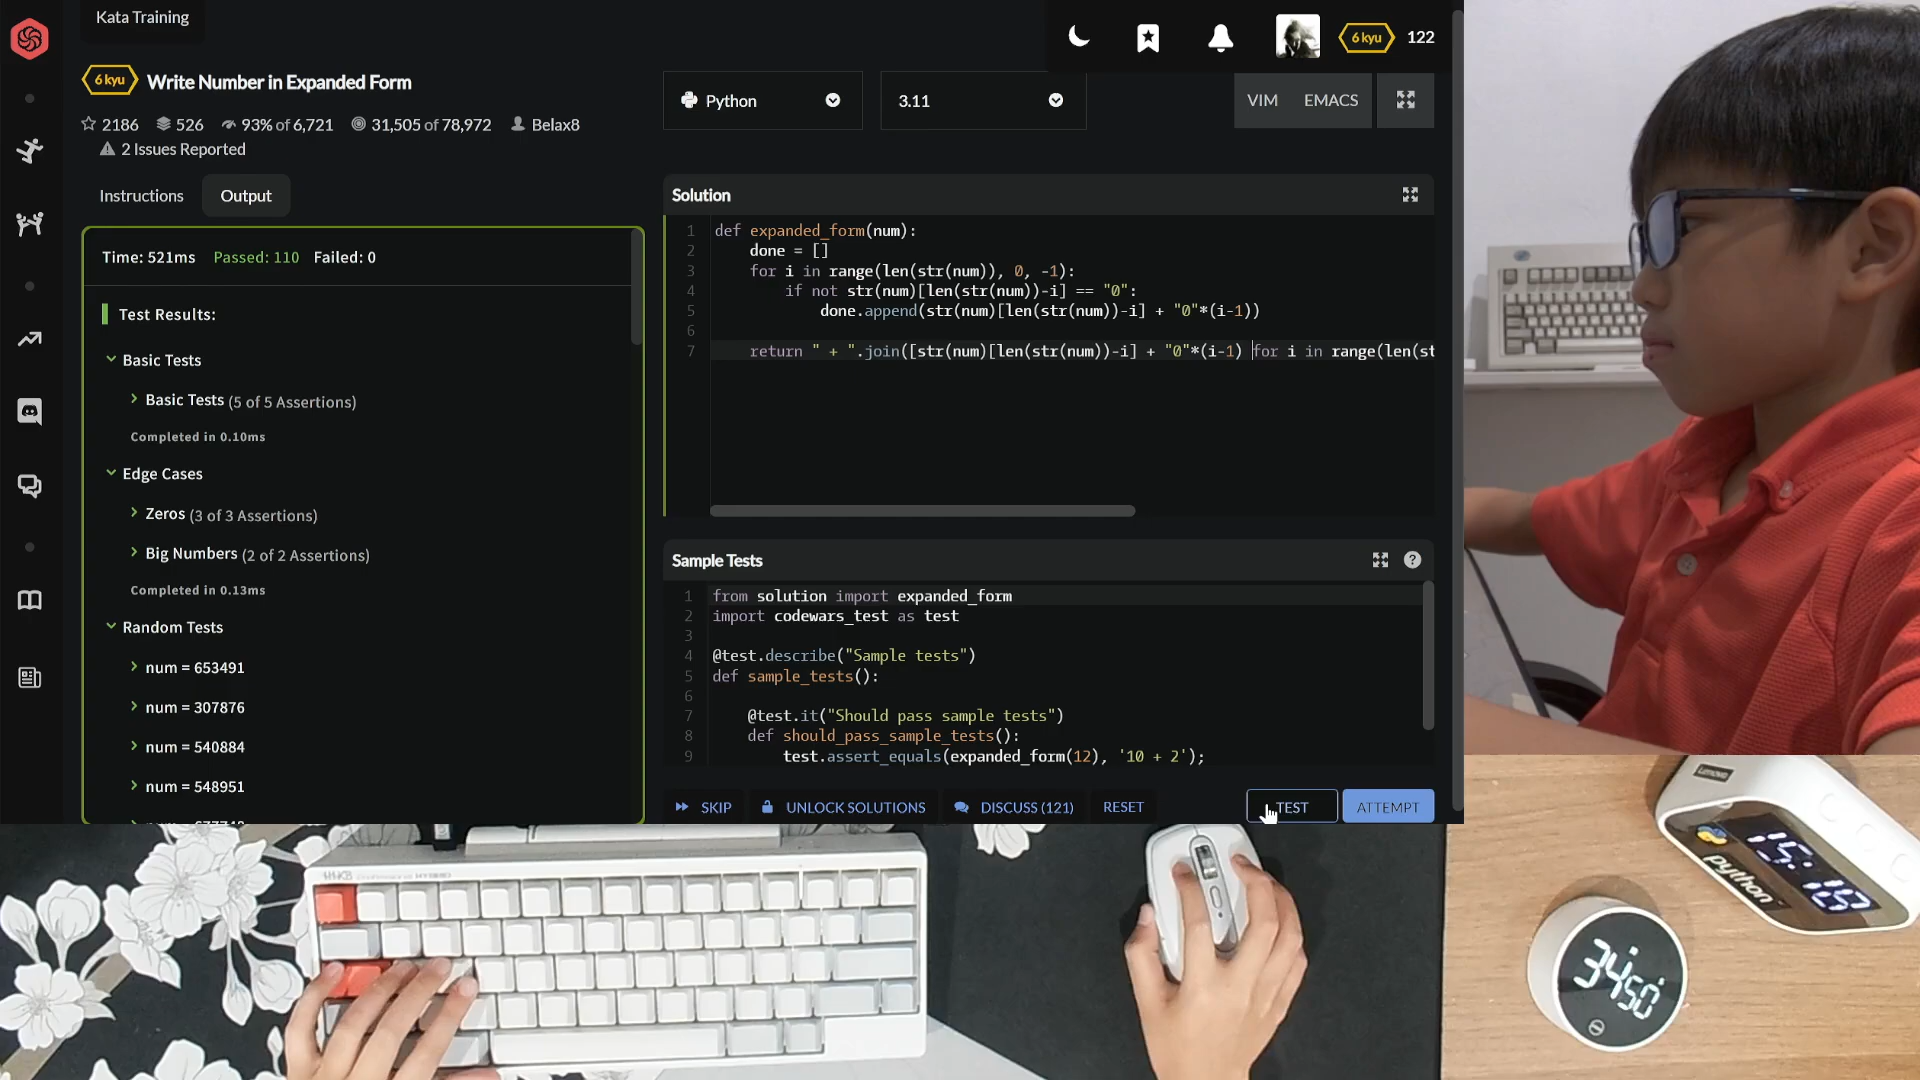 Kata Training
6 kyu 122
6 kyu Write Number in Expanded Form
2186 526 93% of 6,721 31,505 of 78,972 Belax8
2 Issues Reported
Instructions Output
Time: 521ms Passed: 110 Failed: 0
Test Results:
Basic Tests
Basic Tests (5 of 5 Assertions)
Completed in 0.10ms
Edge Cases
Zeros (3 of 3 Assertions)
Big Numbers (2 of 2 Assertions)
Completed in 0.13ms
Random Tests
num = 653491
num = 307876
num = 540884
num = 548951
Python 3.11 VIM EMACS
Solution
1 def expanded_form(num):
2 done = []
3 for i in range(len(str(num)), 0, -1):
4 if not str(num)[len(str(num))-i] == "0":
5 done.append(str(num)[len(str(num))-i] + "0"*(i-1))
6
7 return " + ".join([str(num)[len(str(num))-i] + "0"*(i-1) for i in range(len(st
Sample Tests
1 from solution import expanded_form
2 import codewars_test as test
3
4 @test.describe("Sample tests")
5 def sample_tests():
6
7 @test.it("Should pass sample tests")
8 def should_pass_sample_tests():
9 test.assert_equals(expanded_form(12), '10 + 2');
SKIP UNLOCK SOLUTIONS DISCUSS (121) RESET TEST ATTEMPT
Lenovo
15:19
python
34 50